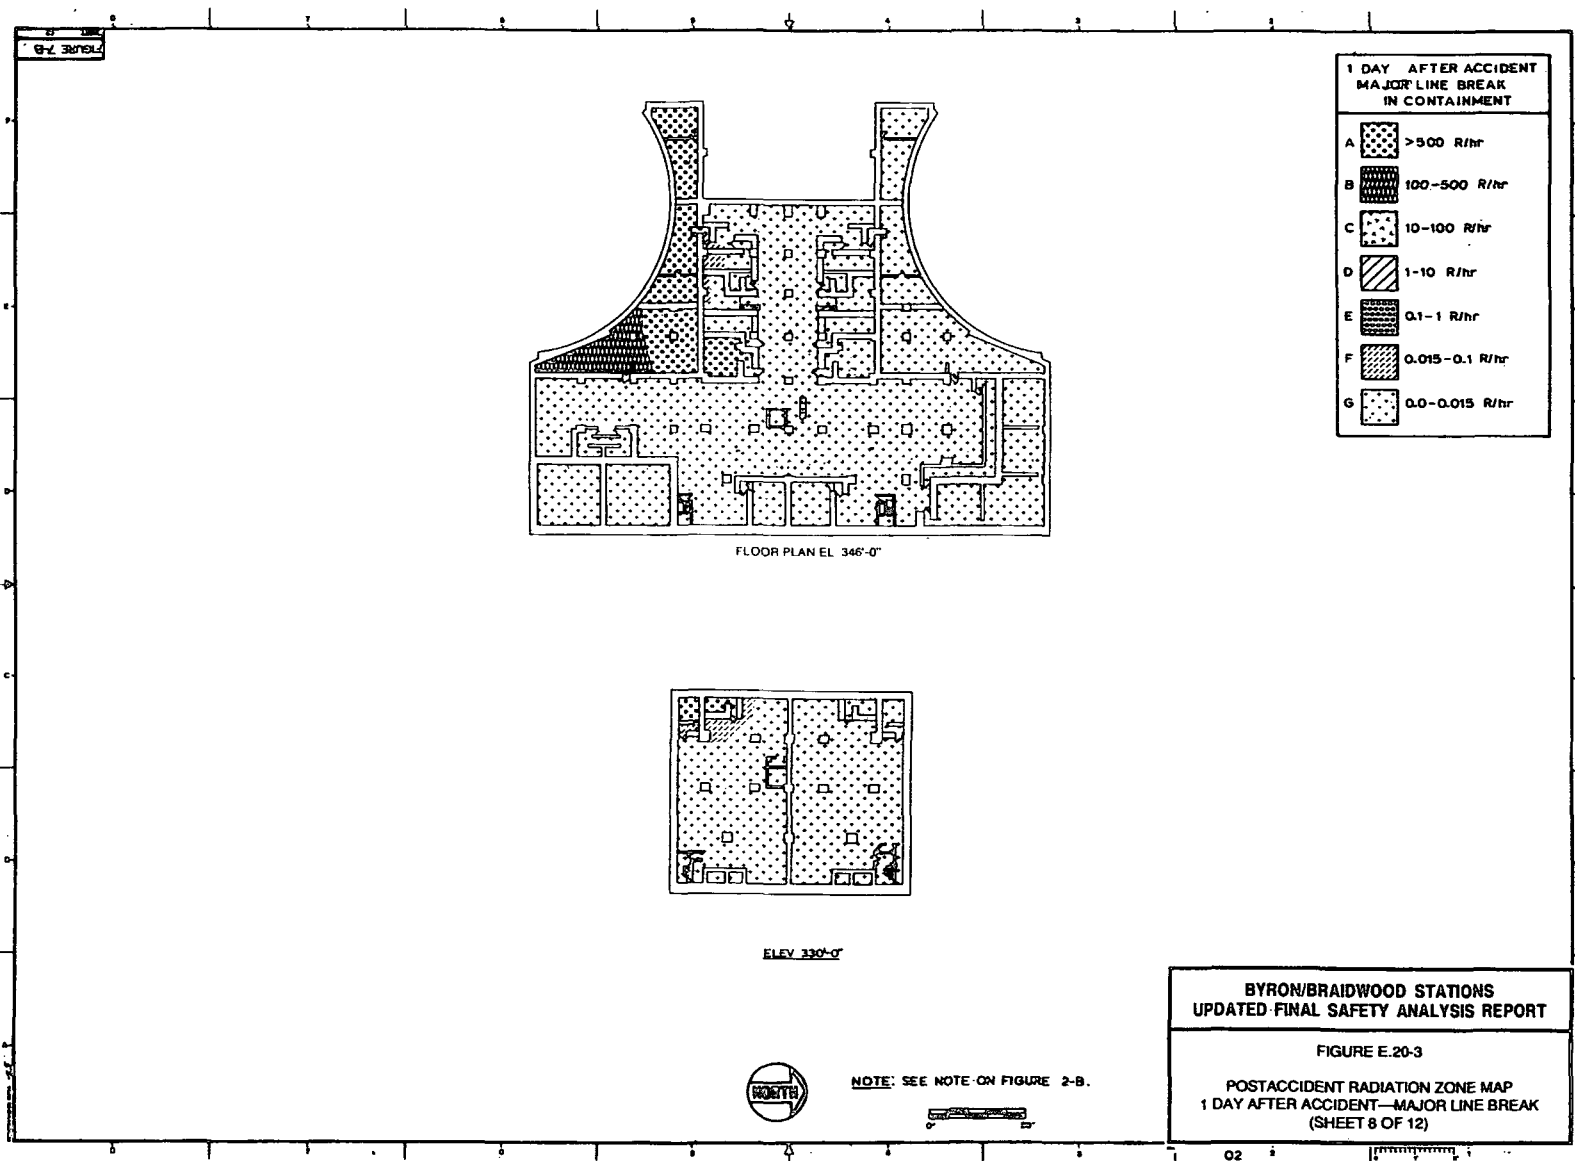 FIGURE 7-B
1 DAY AFTER ACCIDENT
MAJOR LINE BREAK
IN CONTAINMENT
A >500 R/hr
B 100-500 R/hr
C 10-100 R/hr
D 1-10 R/hr
E 0.1-1 R/hr
F 0.015-0.1 R/hr
G 0.0-0.015 R/hr
FLOOR PLAN EL 346'-0"
ELEV 330'-0"
NORTH
NOTE: SEE NOTE ON FIGURE 2-B.
BYRON/BRAIDWOOD STATIONS
UPDATED FINAL SAFETY ANALYSIS REPORT
FIGURE E.20-3
POSTACCIDENT RADIATION ZONE MAP
1 DAY AFTER ACCIDENT—MAJOR LINE BREAK
(SHEET 8 OF 12)
02